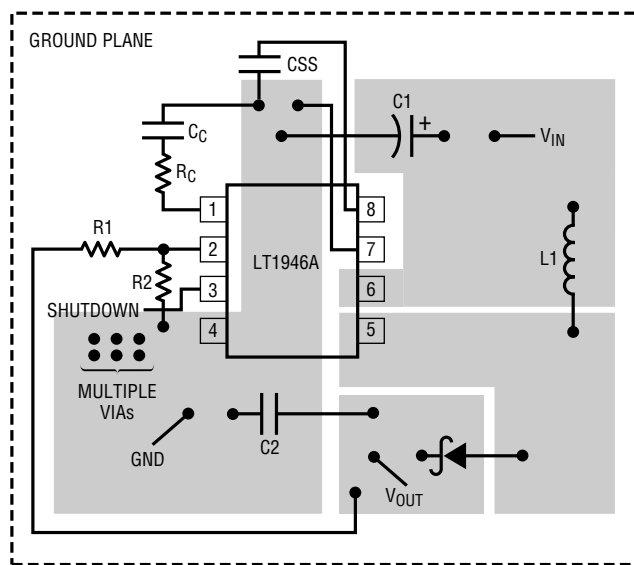 GROUND PLANE
CSS
C1
+
CC
VIN
RC
1
8
R1
2
7
LT1946A
L1
R2
3
6
SHUTDOWN
4
5
MULTIPLE
VIAs
C2
GND
VOUT